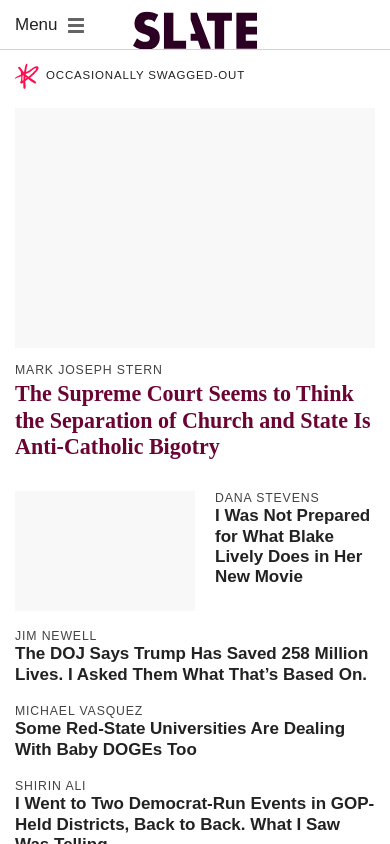 Menu
SLATE
OCCASIONALLY SWAGGED-OUT
MARK JOSEPH STERN
The Supreme Court Seems to Think
the Separation of Church and State Is
Anti-Catholic Bigotry
DANA STEVENS
I Was Not Prepared
for What Blake
Lively Does in Her
New Movie
JIM NEWELL
The DOJ Says Trump Has Saved 258 Million
Lives. I Asked Them What That’s Based On.
MICHAEL VASQUEZ
Some Red-State Universities Are Dealing
With Baby DOGEs Too
SHIRIN ALI
I Went to Two Democrat-Run Events in GOP-
Held Districts, Back to Back. What I Saw
Was Telling.